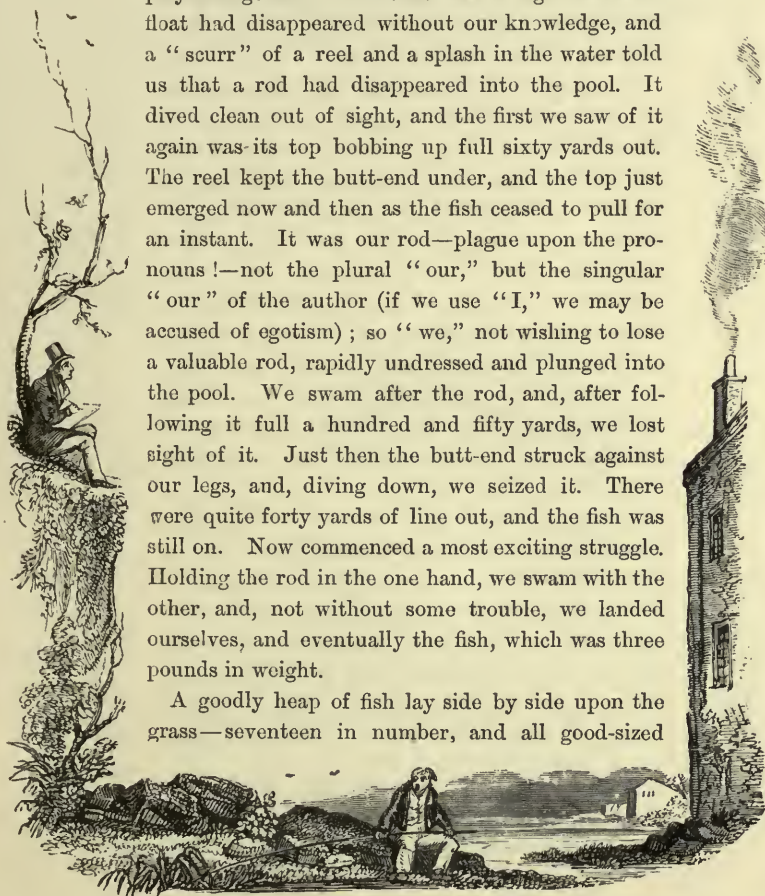 float had disappeared without our knowledge, and
a “ scurr ” of a reel and a splash in the water told
us that a rod had disappeared into the pool. It
dived clean out of sight, and the first we saw of it
again was its top bobbing up full sixty yards out.
The reel kept the butt-end under, and the top just
emerged now and then as the fish ceased to pull for
an instant. It was our rod—plague upon the pro-
nouns !—not the plural “ our,” but the singular
“ our ” of the author (if we use “ I,” we may be
accused of egotism) ; so “ we,” not wishing to lose
a valuable rod, rapidly undressed and plunged into
the pool. We swam after the rod, and, after fol-
lowing it full a hundred and fifty yards, we lost
sight of it. Just then the butt-end struck against
our legs, and, diving down, we seized it. There
were quite forty yards of line out, and the fish was
still on. Now commenced a most exciting struggle.
Holding the rod in the one hand, we swam with the
other, and, not without some trouble, we landed
ourselves, and eventually the fish, which was three
pounds in weight.
A goodly heap of fish lay side by side upon the
grass—seventeen in number, and all good-sized